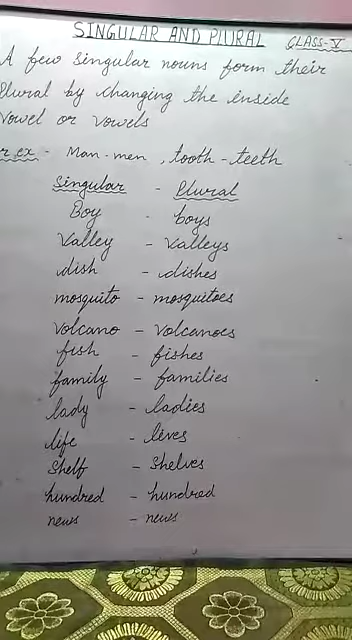 SINGULAR AND PLURAL CLASS-V
A few singular nouns form their
Plural by changing the inside
Vowel or vowels
r ex - Man - men , tooth - teeth
Singular - Plural
Boy - boys
Valley - Valleys
dish - dishes
mosquito - mosquitoes
Volcano - Volcanoes
fish - fishes
family - families
lady - ladies
life - lives
Shelf - Shelves
hundred - hundred
news - news